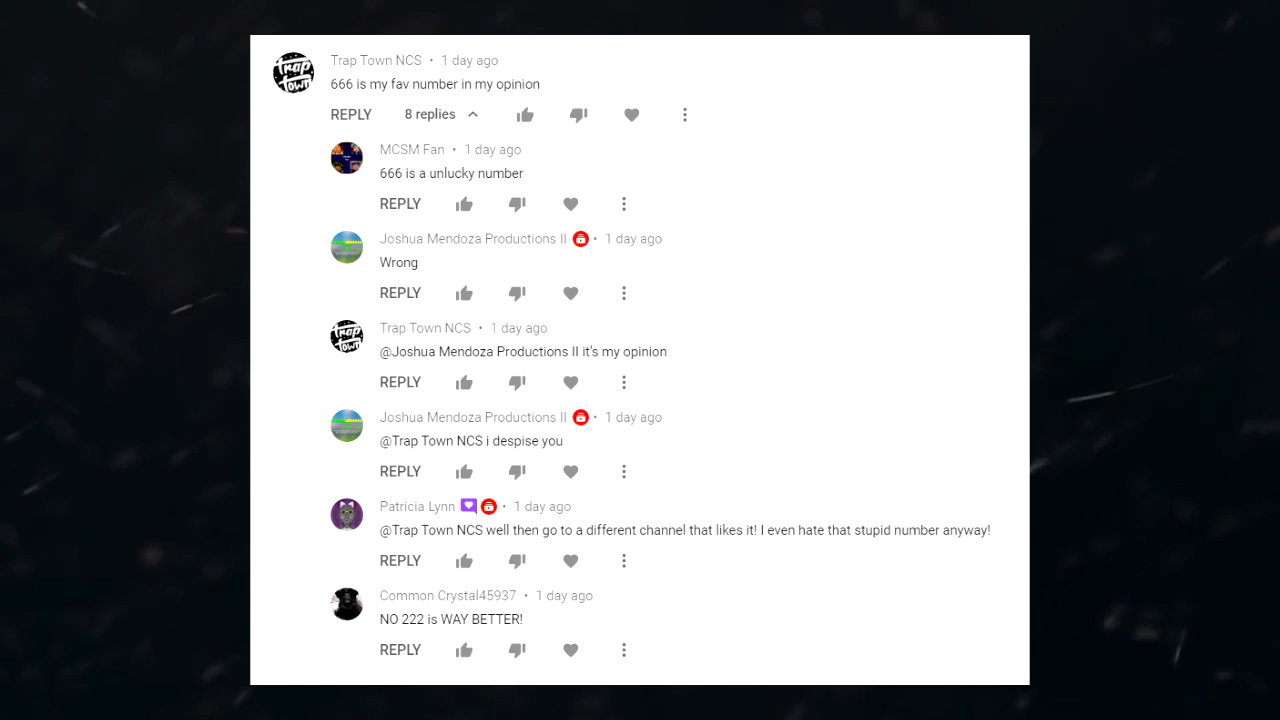 Trap Town NCS • 1 day ago
666 is my fav number in my opinion
REPLY 8 replies
MCSM Fan • 1 day ago
666 is a unlucky number
REPLY
Joshua Mendoza Productions II • 1 day ago
Wrong
REPLY
Trap Town NCS • 1 day ago
@Joshua Mendoza Productions II it’s my opinion
REPLY
Joshua Mendoza Productions II • 1 day ago
@Trap Town NCS i despise you
REPLY
Patricia Lynn • 1 day ago
@Trap Town NCS well then go to a different channel that likes it! I even hate that stupid number anyway!
REPLY
Common Crystal45937 • 1 day ago
NO 222 is WAY BETTER!
REPLY